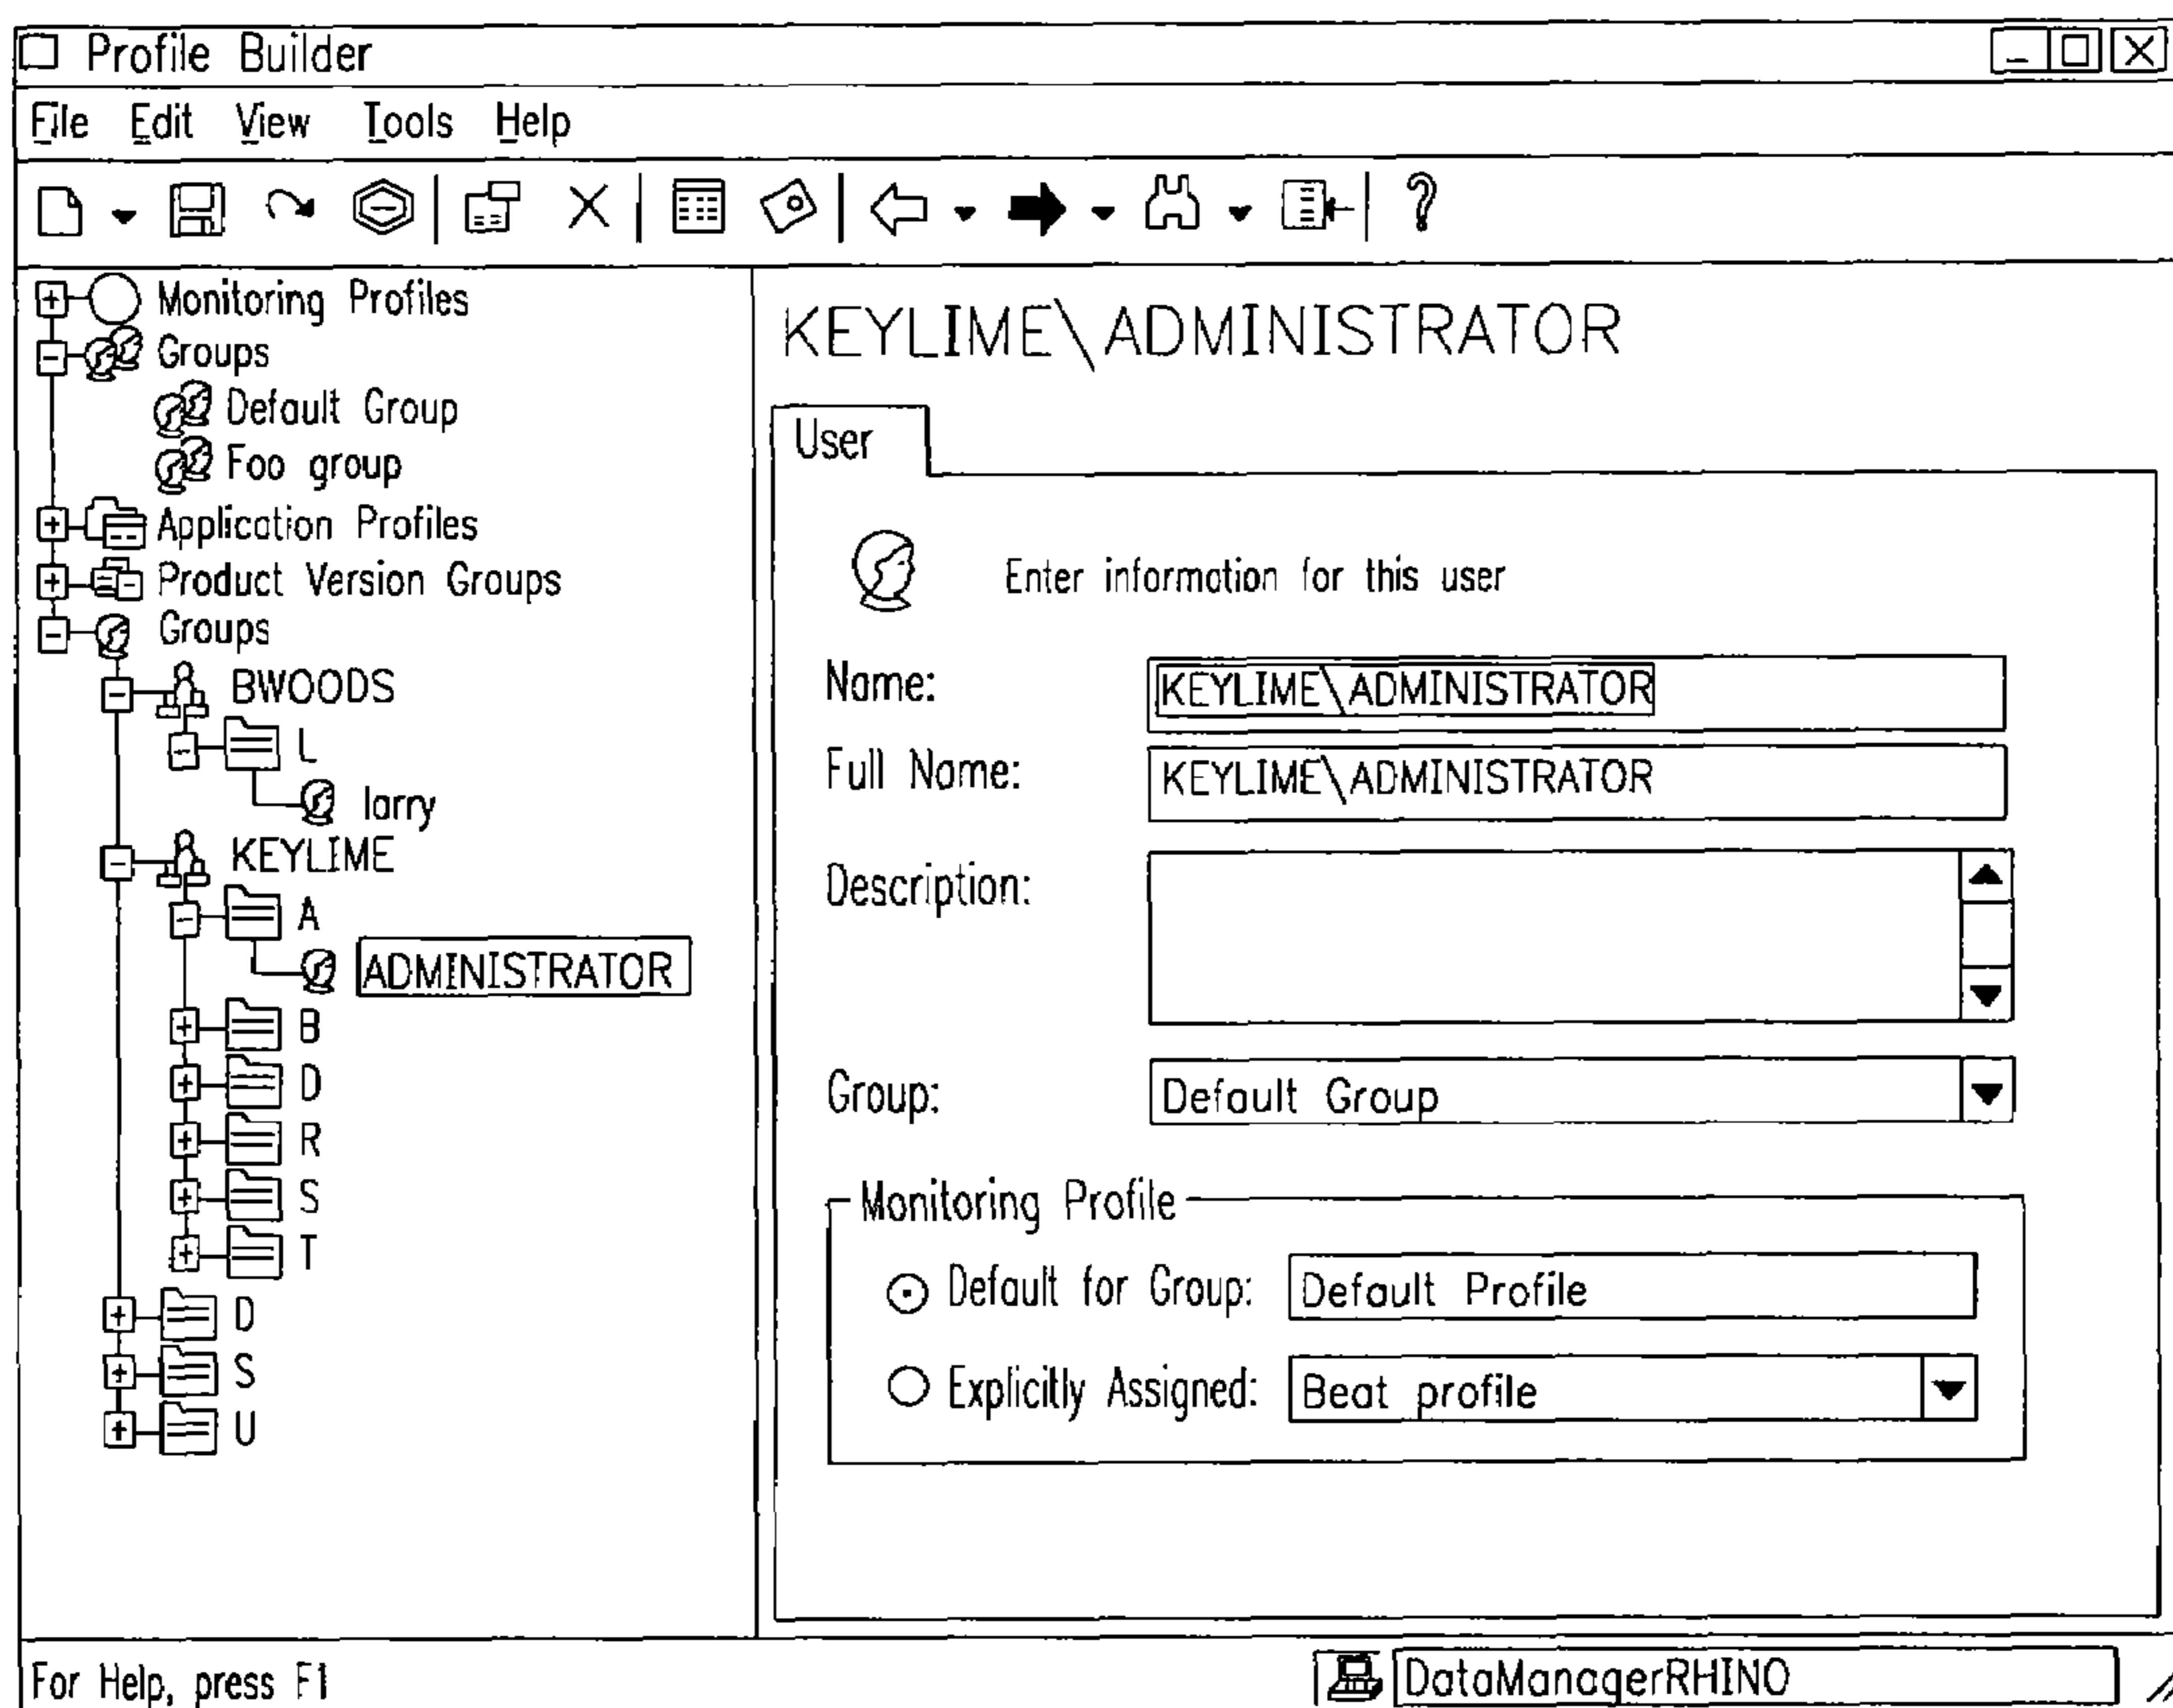 Profile Builder
File Edit View Tools Help
Monitoring Profiles
Groups
Default Group
Foo group
Application Profiles
Product Version Groups
Groups
BWOODS
L
larry
KEYLIME
A
ADMINISTRATOR
B
D
R
S
T
D
S
U
KEYLIME\ADMINISTRATOR
User
Enter information for this user
Name: KEYLIME\ADMINISTRATOR
Full Name: KEYLIME\ADMINISTRATOR
Description:
Group: Default Group
Monitoring Profile
Default for Group: Default Profile
Explicitly Assigned: Beat profile
For Help, press F1
DataManagerRHINO